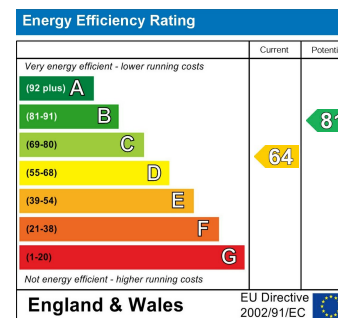 Energy Efficiency Rating
Current Potenti
Very energy efficient - lower running costs
(92 plus) A
(81-91) B
81
(69-80) C
64
(55-68) D
(39-54) E
(21-38) F
(1-20) G
Not energy efficient - higher running costs
England & Wales
EU Directive
2002/91/EC